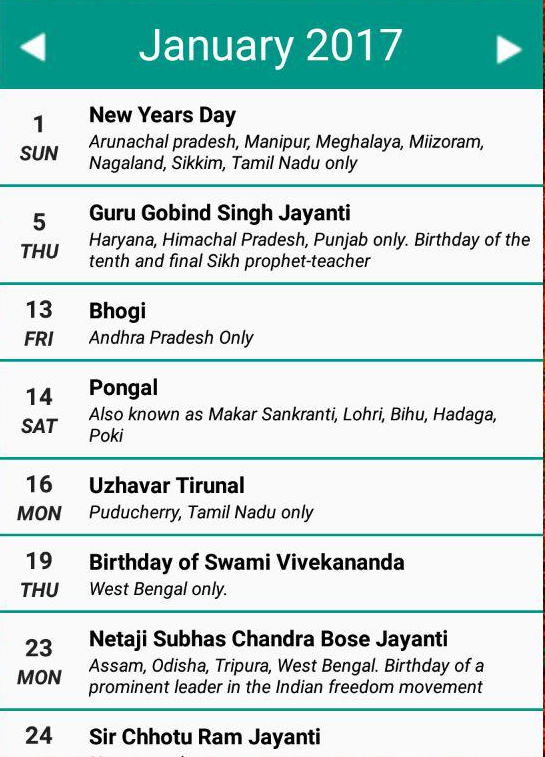 January 2017
1
SUN
New Years Day
Arunachal pradesh, Manipur, Meghalaya, Miizoram,
Nagaland, Sikkim, Tamil Nadu only
5
THU
Guru Gobind Singh Jayanti
Haryana, Himachal Pradesh, Punjab only. Birthday of the
tenth and final Sikh prophet-teacher
13
FRI
Bhogi
Andhra Pradesh Only
14
SAT
Pongal
Also known as Makar Sankranti, Lohri, Bihu, Hadaga,
Poki
16
MON
Uzhavar Tirunal
Puducherry, Tamil Nadu only
19
THU
Birthday of Swami Vivekananda
West Bengal only.
23
MON
Netaji Subhas Chandra Bose Jayanti
Assam, Odisha, Tripura, West Bengal. Birthday of a
prominent leader in the Indian freedom movement
24
Sir Chhotu Ram Jayanti